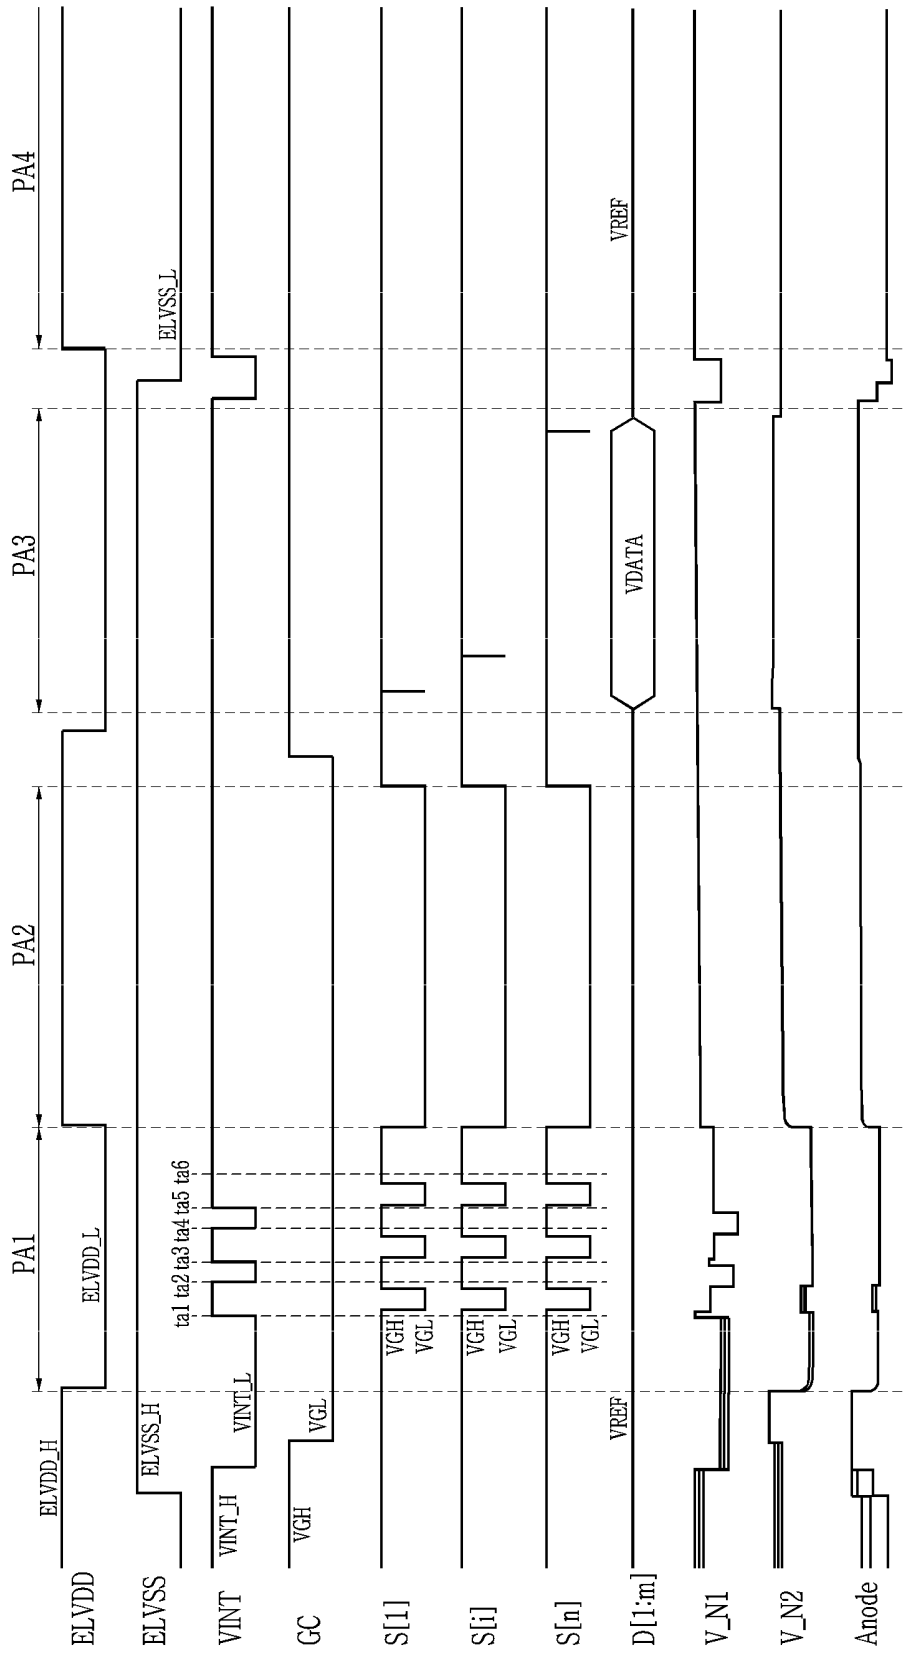 PA1 PA2 PA3 PA4
ELVDD ELVDD_H ELVDD_L
ELVSS ELVSS_H ELVSS_L
ta1 ta2 ta3 ta4 ta5 ta6
VINT VINT_H VINT_L
GC VGH VGL
S[1] VGH VGL
S[i] VGH VGL
S[n] VGH VGL
D[1:m] VREF VDATA VREF
V_N1
V_N2
Anode